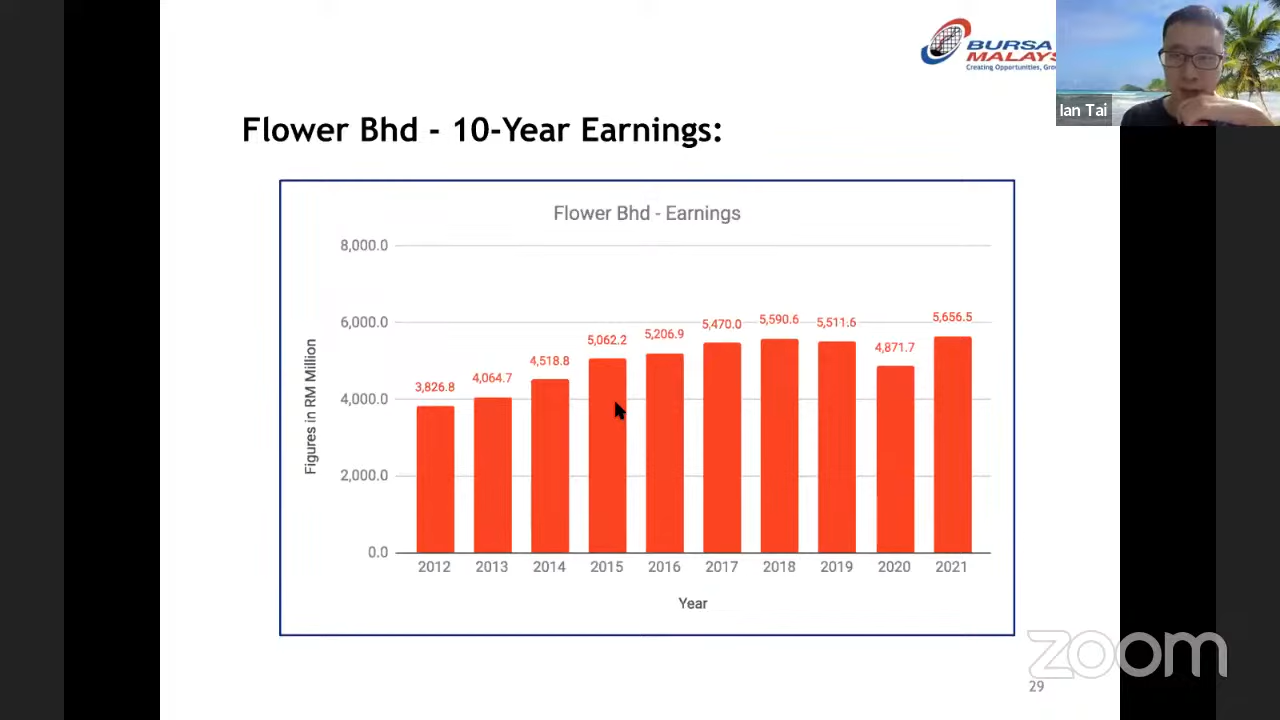 BURSA
MALAYS
Creating Opportunities, Gro
Ian Tai
Flower Bhd - 10-Year Earnings:
Flower Bhd - Earnings
8,000.0
6,000.0
4,000.0
2,000.0
0.0
Figures in RM Million
3,826.8
4,064.7
4,518.8
5,062.2
5,206.9
5,470.0
5,590.6
5,511.6
4,871.7
5,656.5
2012 2013 2014 2015 2016 2017 2018 2019 2020 2021
Year
zoom
29